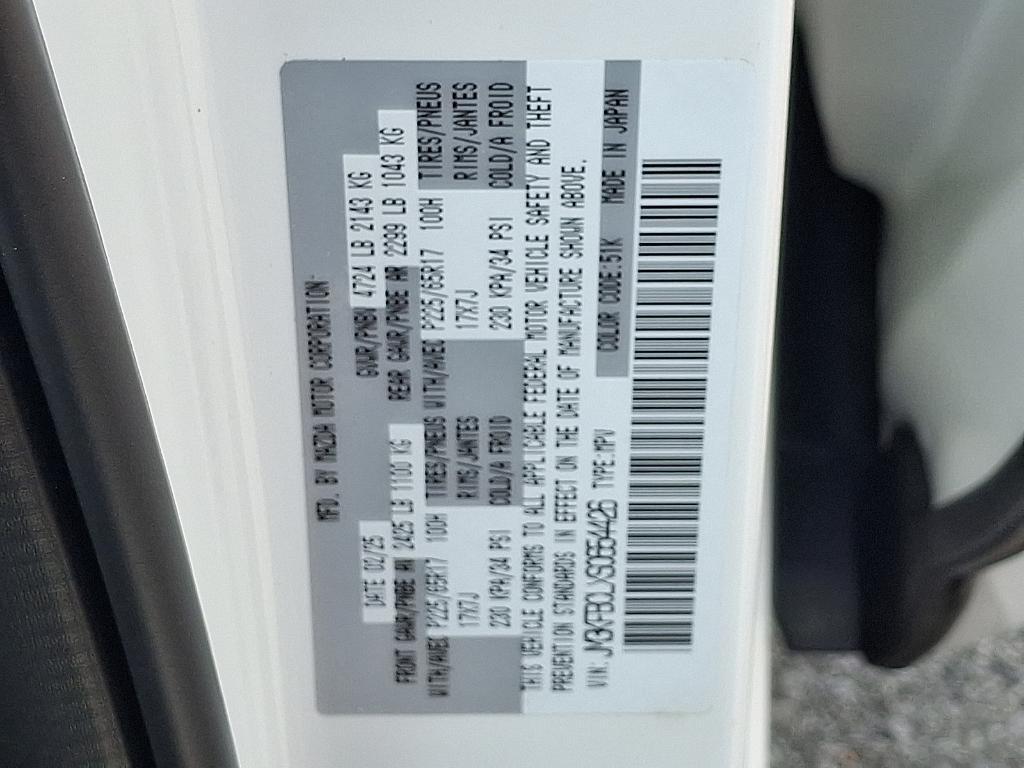 MFD. BY MAZDA MOTOR CORPORATION
DATE 02/25 GVWR/PNBV 4724 LB 2143 KG
FRONT GAWR/PNBE AV 2425 LB 1100 KG REAR GAWR/PNBE AR 2299 LB 1043 KG
WITH/AVEC P225/65R17 100H TIRES/PNEUS WITH/AVEC P225/65R17 100H TIRES/PNEUS
17X7J RIMS/JANTES 17X7J RIMS/JANTES
230 KPA/34 PSI COLD/A FROID 230 KPA/34 PSI COLD/A FROID
THIS VEHICLE CONFORMS TO ALL APPLICABLE FEDERAL MOTOR VEHICLE SAFETY AND THEFT
PREVENTION STANDARDS IN EFFECT ON THE DATE OF MANUFACTURE SHOWN ABOVE.
VIN: JM3KFBCLXS0654426 TYPE:MPV COLOR CODE:51K MADE IN JAPAN